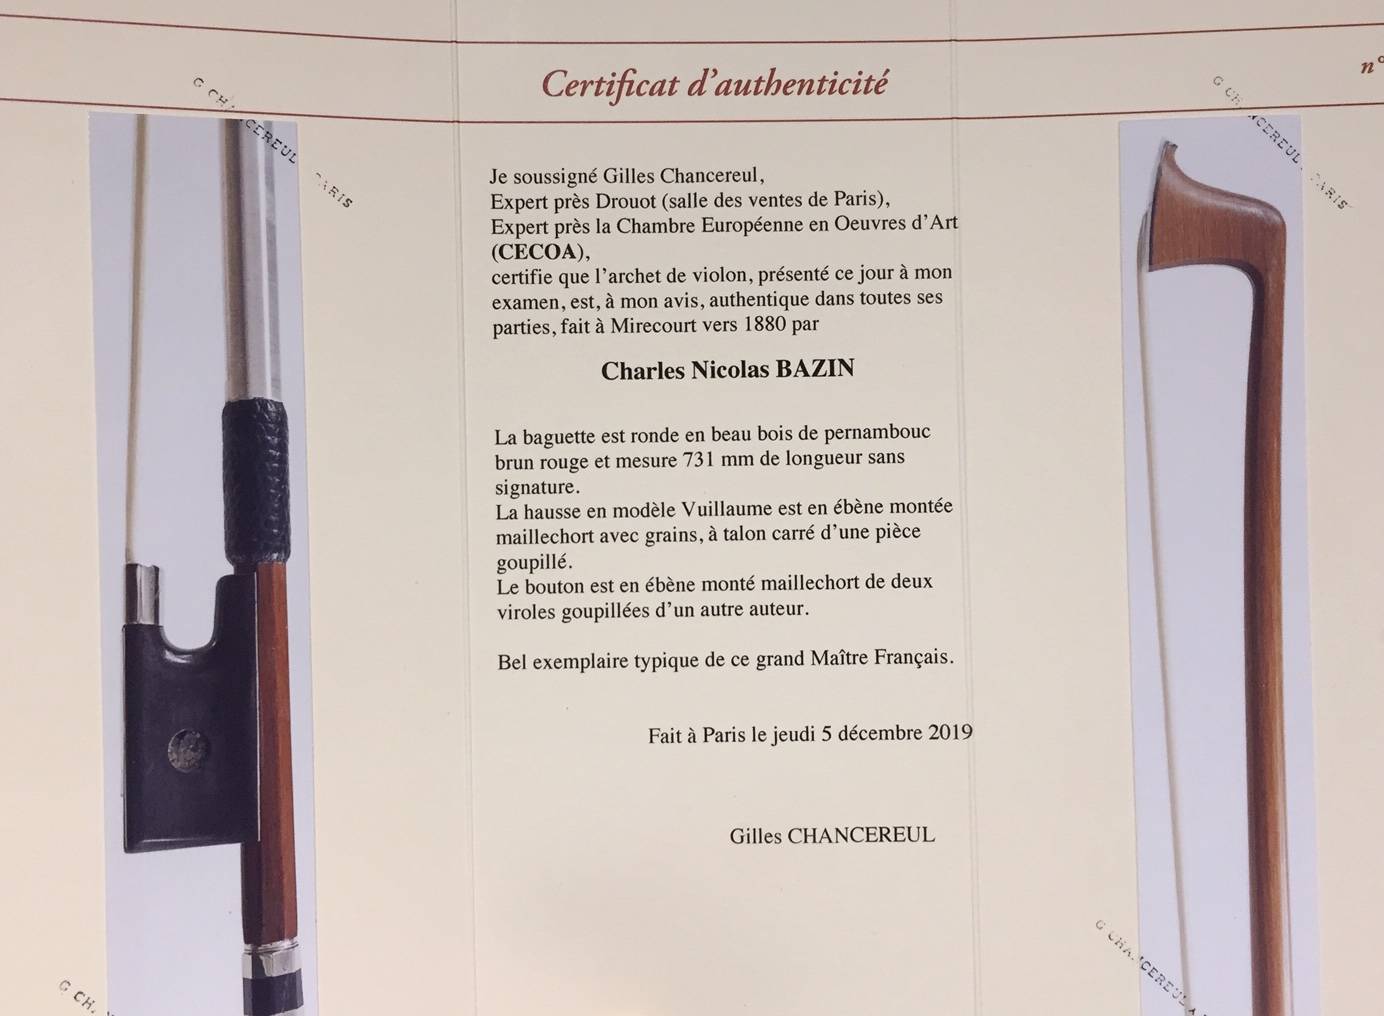 Certificat d'authenticité
n°
G CHANCEREUL PARIS
G CHANCEREUL PARIS
Je soussigné Gilles Chancereul,
Expert près Drouot (salle des ventes de Paris),
Expert près la Chambre Européenne en Oeuvres d'Art
(CECOA),
certifie que l'archet de violon, présenté ce jour à mon
examen, est, à mon avis, authentique dans toutes ses
parties, fait à Mirecourt vers 1880 par
Charles Nicolas BAZIN
La baguette est ronde en beau bois de pernambouc
brun rouge et mesure 731 mm de longueur sans
signature.
La hausse en modèle Vuillaume est en ébène montée
maillechort avec grains, à talon carré d'une pièce
goupillé.
Le bouton est en ébène monté maillechort de deux
viroles goupillées d'un autre auteur.
Bel exemplaire typique de ce grand Maître Français.
Fait à Paris le jeudi 5 décembre 2019
Gilles CHANCEREUL
G CHANCEREUL
G CH